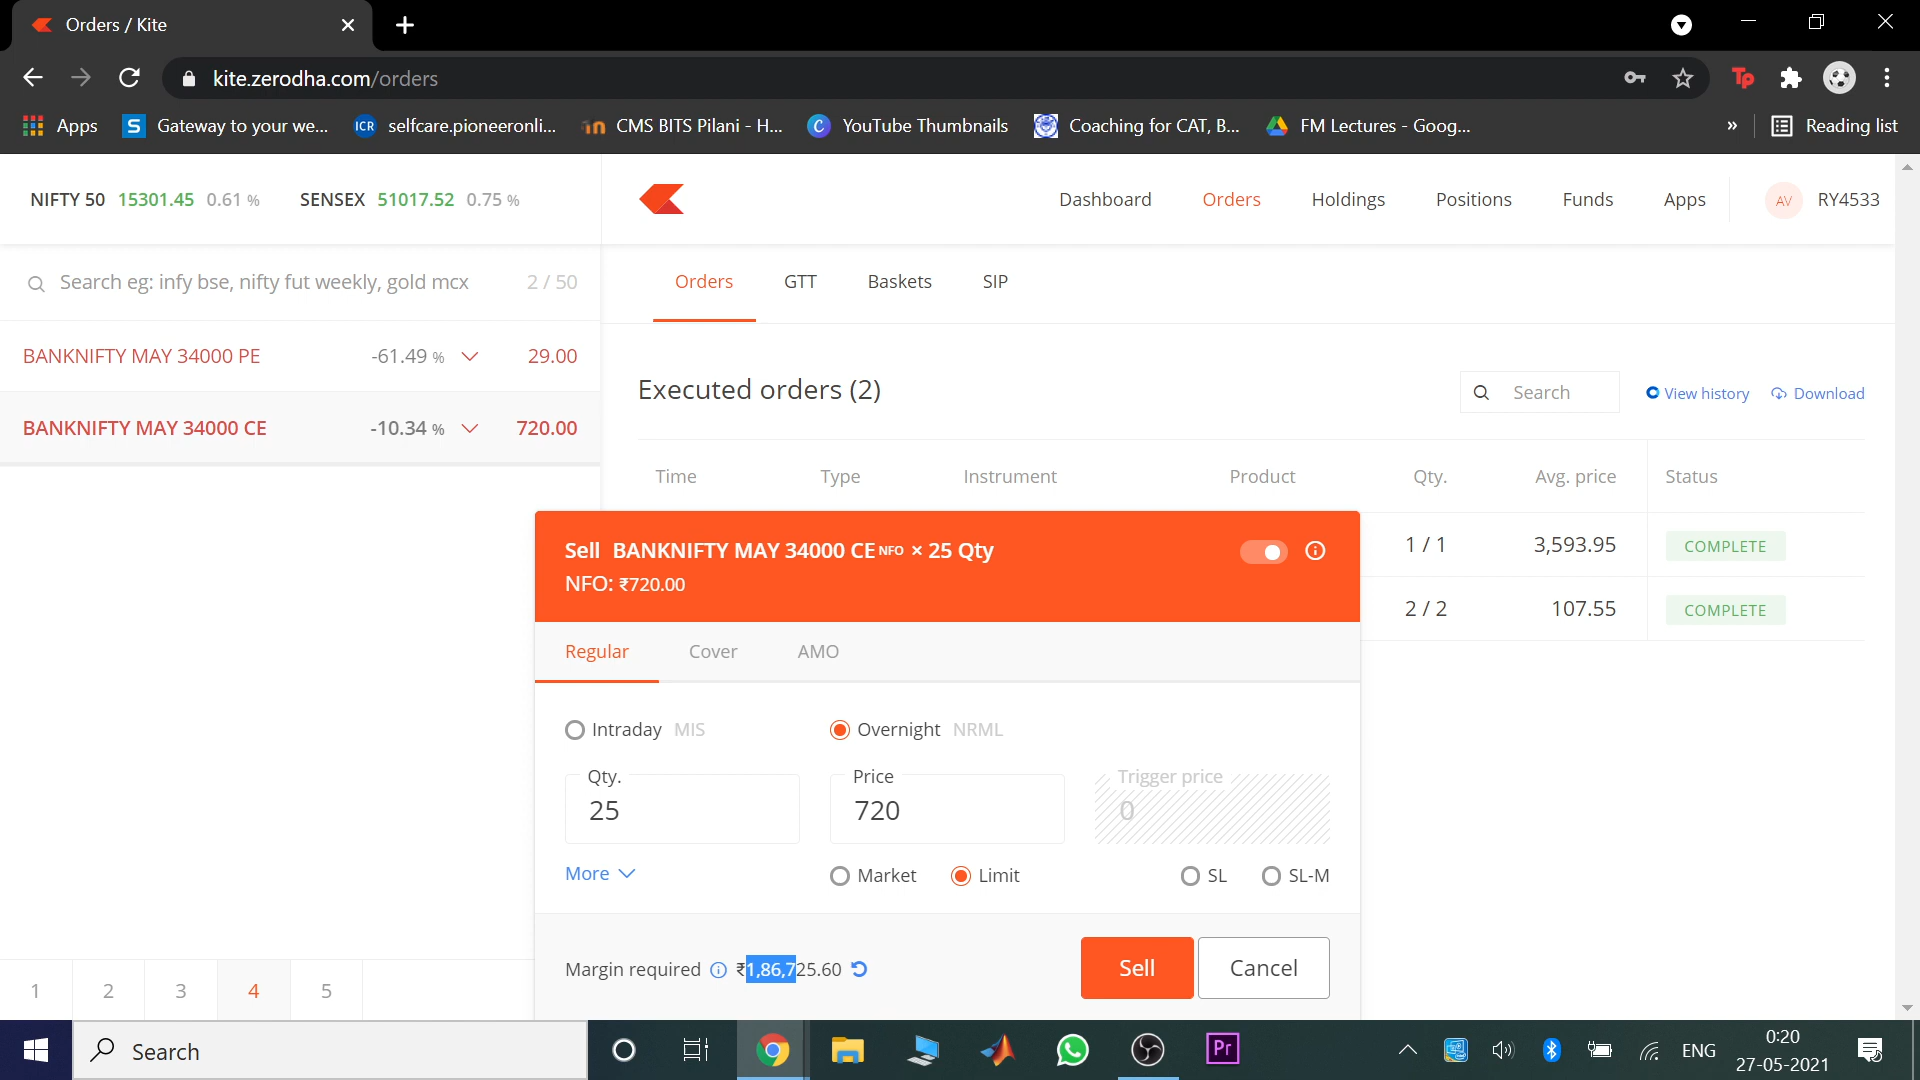 Orders / Kite
kite.zerodha.com/orders
Apps
Gateway to your we...
ICR
selfcare.pioneeronli...
CMS BITS Pilani - H...
YouTube Thumbnails
Coaching for CAT, B...
FM Lectures - Goog...
»
Reading list
NIFTY 50 15301.45 0.61 %
SENSEX 51017.52 0.75 %
Dashboard
Orders
Holdings
Positions
Funds
Apps
AV
RY4533
Search eg: infy bse, nifty fut weekly, gold mcx
2 / 50
Orders
GTT
Baskets
SIP
BANKNIFTY MAY 34000 PE -61.49 % 29.00
BANKNIFTY MAY 34000 CE -10.34 % 720.00
Executed orders (2)
Search
View history
Download
Time
Type
Instrument
Product
Qty.
Avg. price
Status
1 / 1 3,593.95 COMPLETE
2 / 2 107.55 COMPLETE
Sell BANKNIFTY MAY 34000 CE NFO × 25 Qty
NFO: ₹720.00
Regular
Cover
AMO
Intraday MIS
Overnight NRML
Qty.
25
Price
720
Trigger price
0
More
Market
Limit
SL
SL-M
Margin required ₹1,86,725.60
Sell
Cancel
1
2
3
4
5
Search
Pr
ENG
0:20
27-05-2021